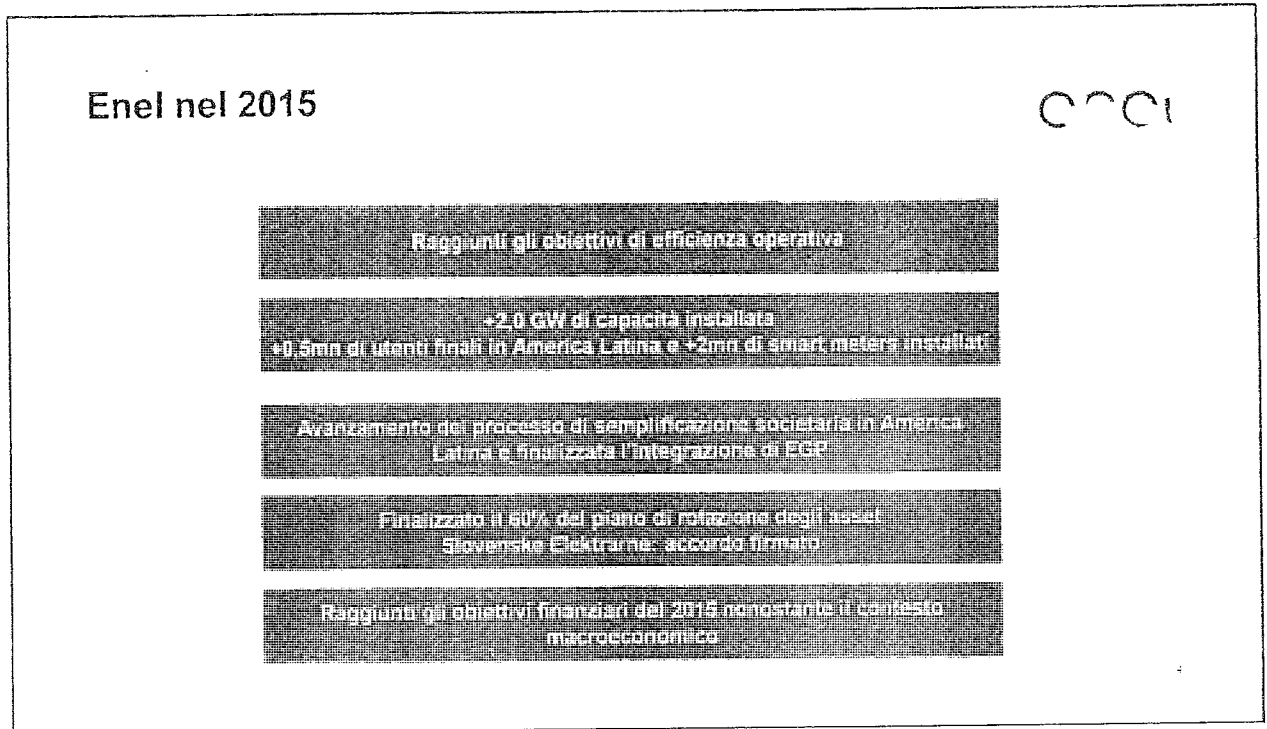 Enel nel 2015
enel
Raggiunti gli obiettivi di efficienza operativa
+2.0 GW di capacità installata
+0.5mn di utenti finali in America Latina e +2mn di smart meters installati
Avanzamento del processo di semplificazione societaria in America
Latina e finalizzata l'integrazione di EGP
Finalizzato il 60% del piano di rotazione degli asset
Slovenske Elektrarne: accordo firmato
Raggiunti gli obiettivi finanziari del 2015 nonostante il contesto
macroeconomico